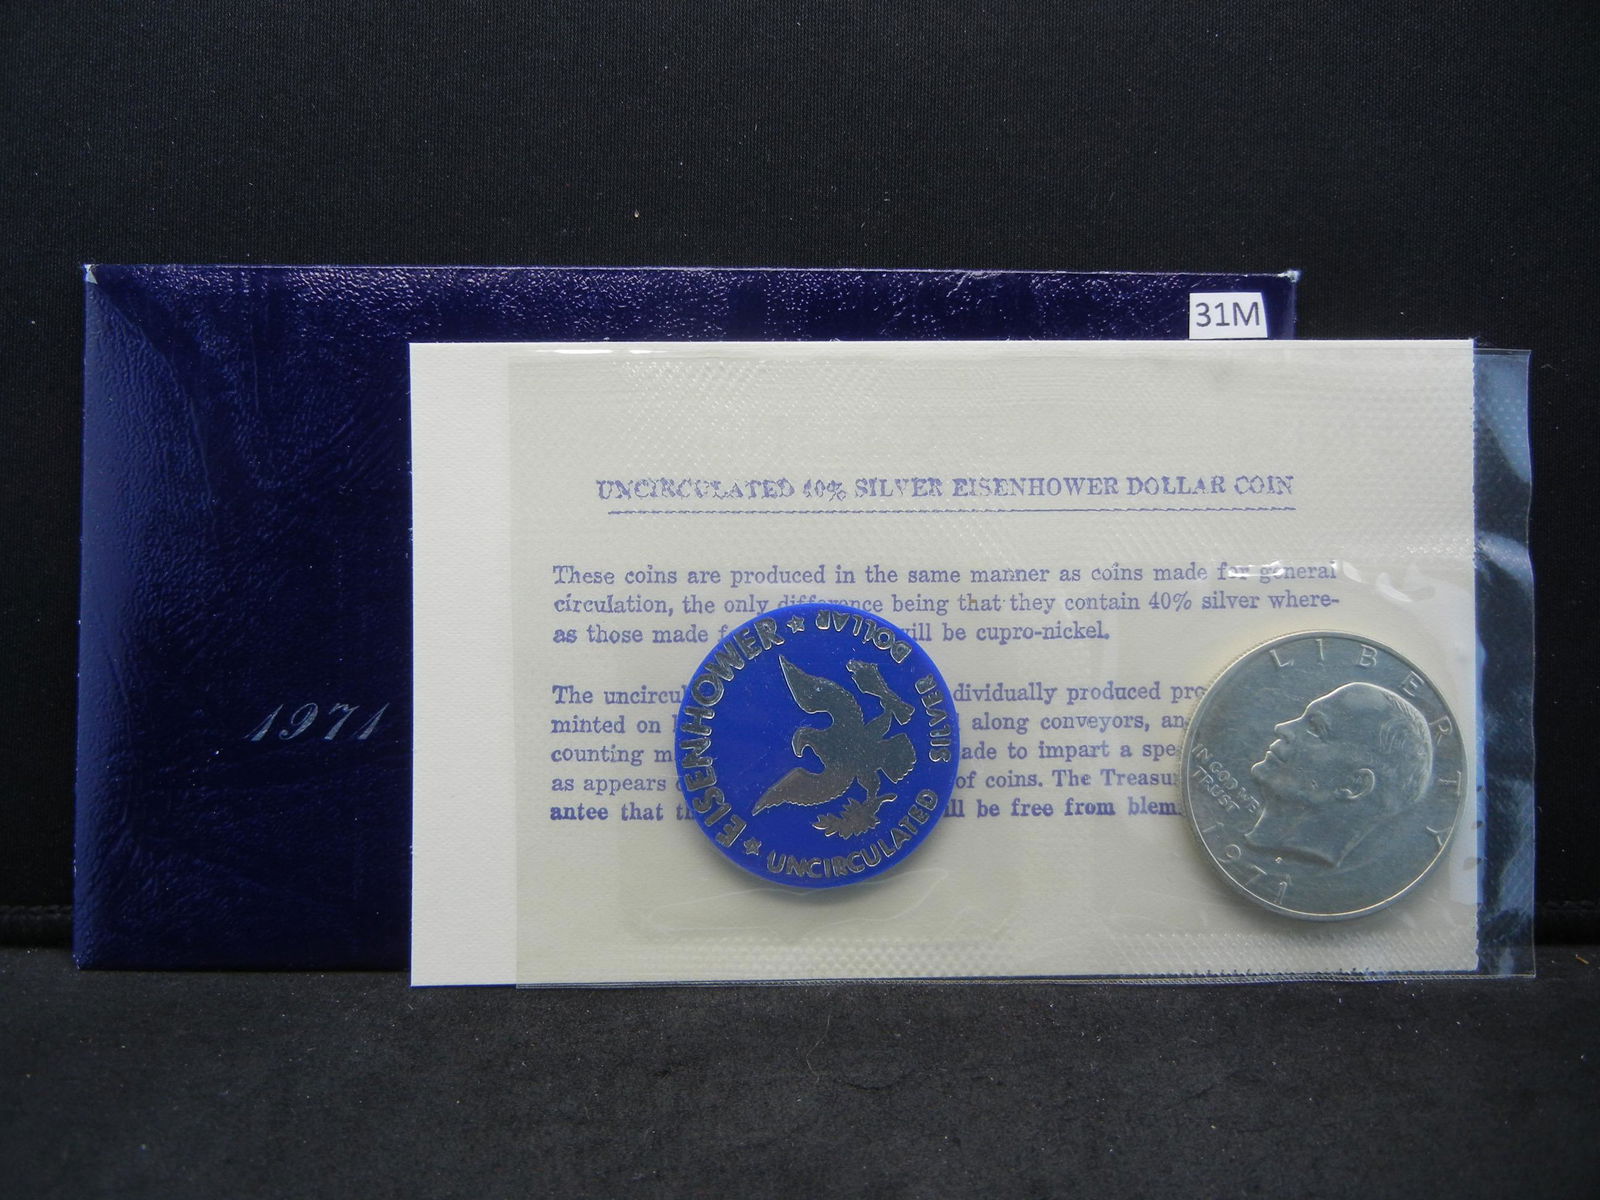 31M
1971
UNCIRCULATED 40% SILVER EISENHOWER DOLLAR COIN
These coins are produced in the same manner as coins made for general
circulation, the only difference being that they contain 40% silver where-
as those made f ill be cupro-nickel.
The uncircul dividually produced pro
minted on along conveyors, an
counting m ade to impart a spe
as appears of coins. The Treasu
antee that th ll be free from blem
EISENHOWER ★ DOLLAR
SILVER
★ UNCIRCULATED
LIBERTY
IN GOD WE
TRUST
1971